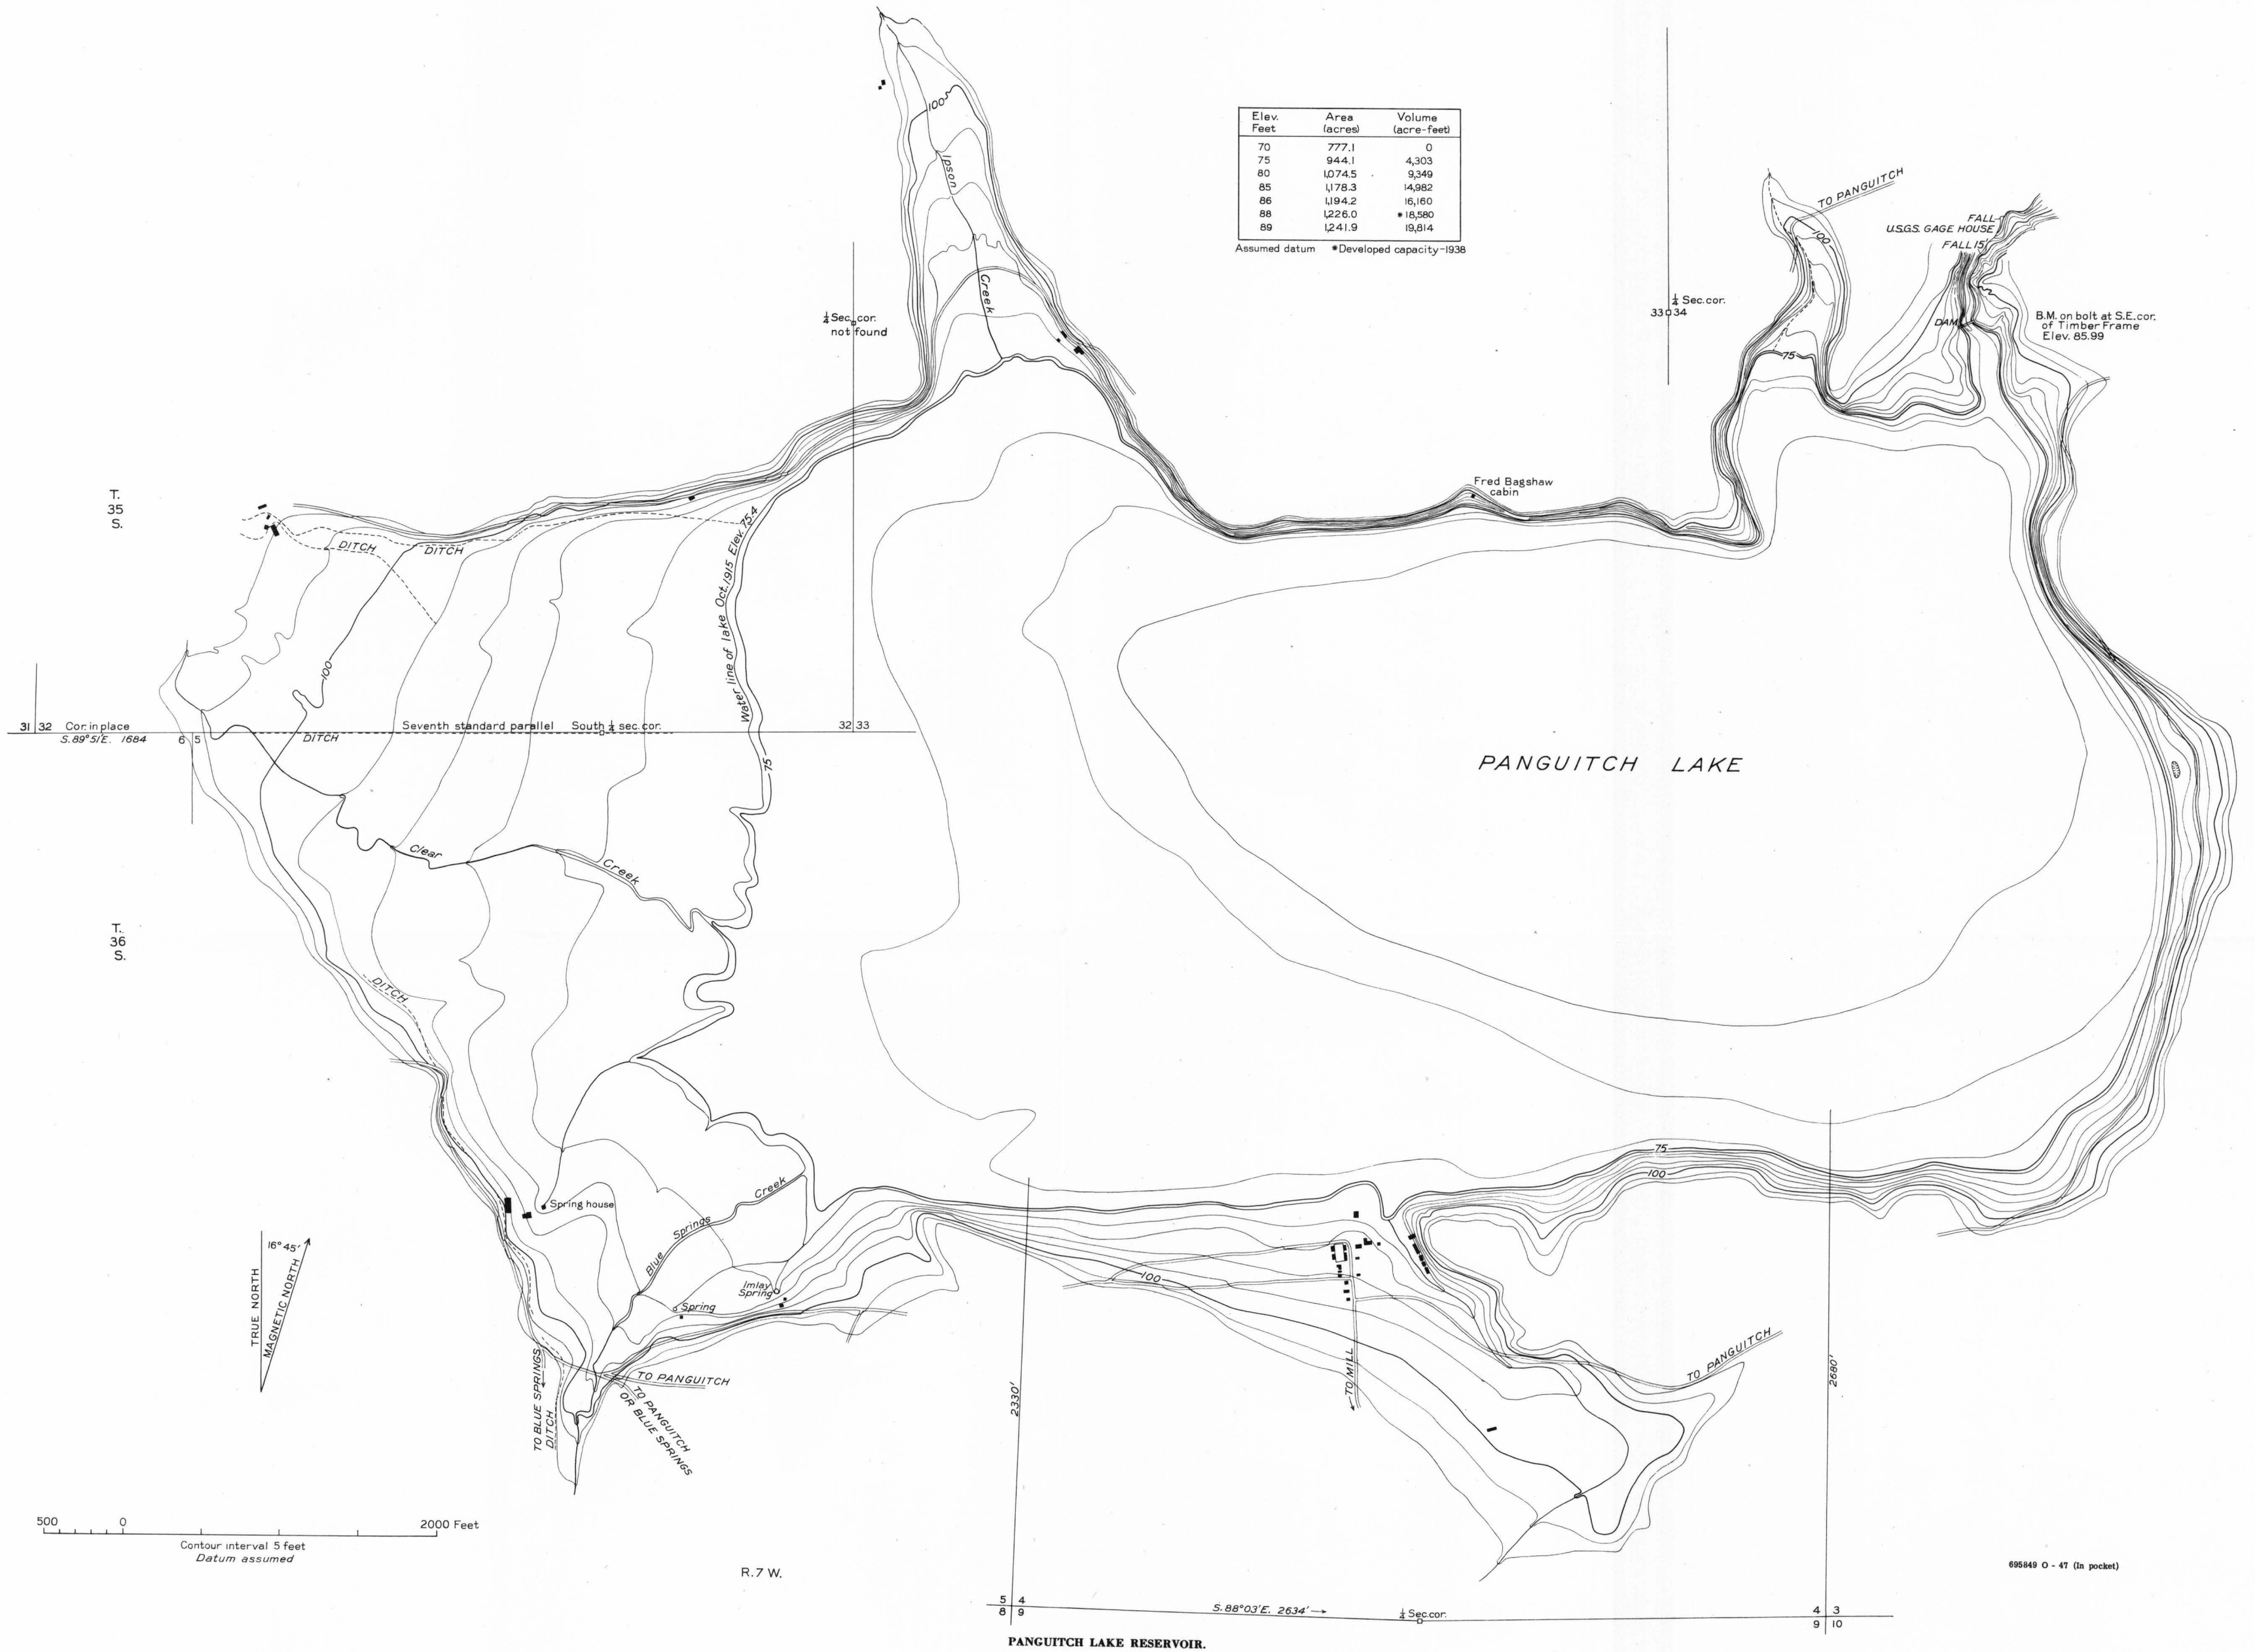 Elev. Feet	Area (acres)	Volume (acre-feet)
70	777.1	0
75	944.1	4,303
80	1,074.5	9,349
85	1,178.3	14,982
86	1,194.2	16,160
88	1,226.0	*18,580
89	1,241.9	19,814
Assumed datum *Developed capacity-1938
100
Ipson
Creek
¼ Sec. cor.
not found
TO PANGUITCH
100
FALL
U.S.G.S. GAGE HOUSE
FALL 15'
¼ Sec. cor.
33 34
DAM
B.M. on bolt at S.E. cor.
of Timber Frame
Elev. 85.99
75
Fred Bagshaw
cabin
T.
35
S.
DITCH
DITCH
Water line of lake Oct. 1915 Elev. 75.4
100
31 32 Cor. in place
Seventh standard parallel South ¼ sec. cor.
32 33
S. 89° 51' E. 1684
6 5
DITCH
75
PANGUITCH LAKE
Clear
Creek
T.
36
S.
DITCH
75
100
Spring house
Blue Springs Creek
Imlay
Spring
Spring
100
16° 45'
TRUE NORTH
MAGNETIC NORTH
TO BLUE SPRINGS
DITCH
TO PANGUITCH
TO PANGUITCH
OR BLUE SPRINGS
2330'
TO MILL
TO PANGUITCH
2680'
500 0 2000 Feet
Contour interval 5 feet
Datum assumed
R. 7 W.
695849 O - 47 (In pocket)
5 4
8 9
S. 88° 03' E. 2634' →
¼ Sec. cor.
4 3
9 10
PANGUITCH LAKE RESERVOIR.